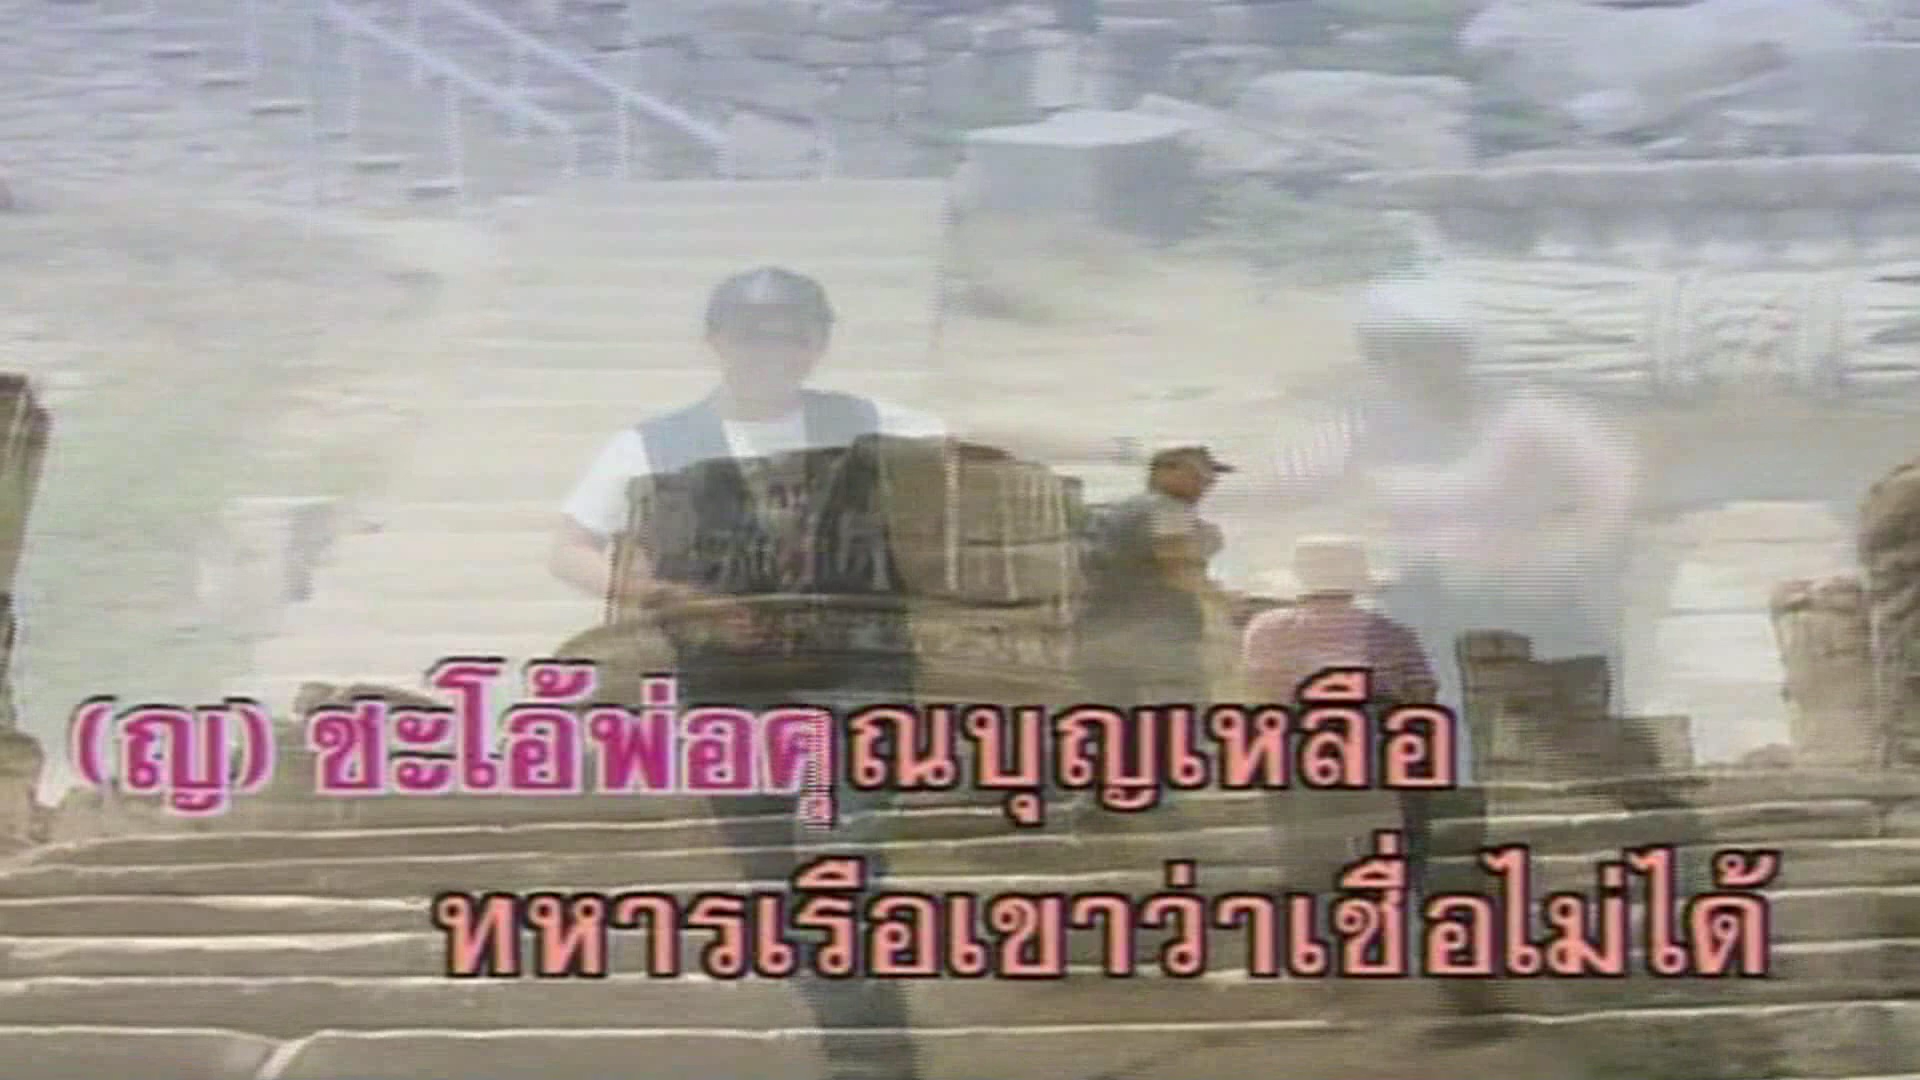 (ญ) ชะโอ้พ่อคุณบุญเหลือ
ทหารเรือเขาว่าเชื่อไม่ได้